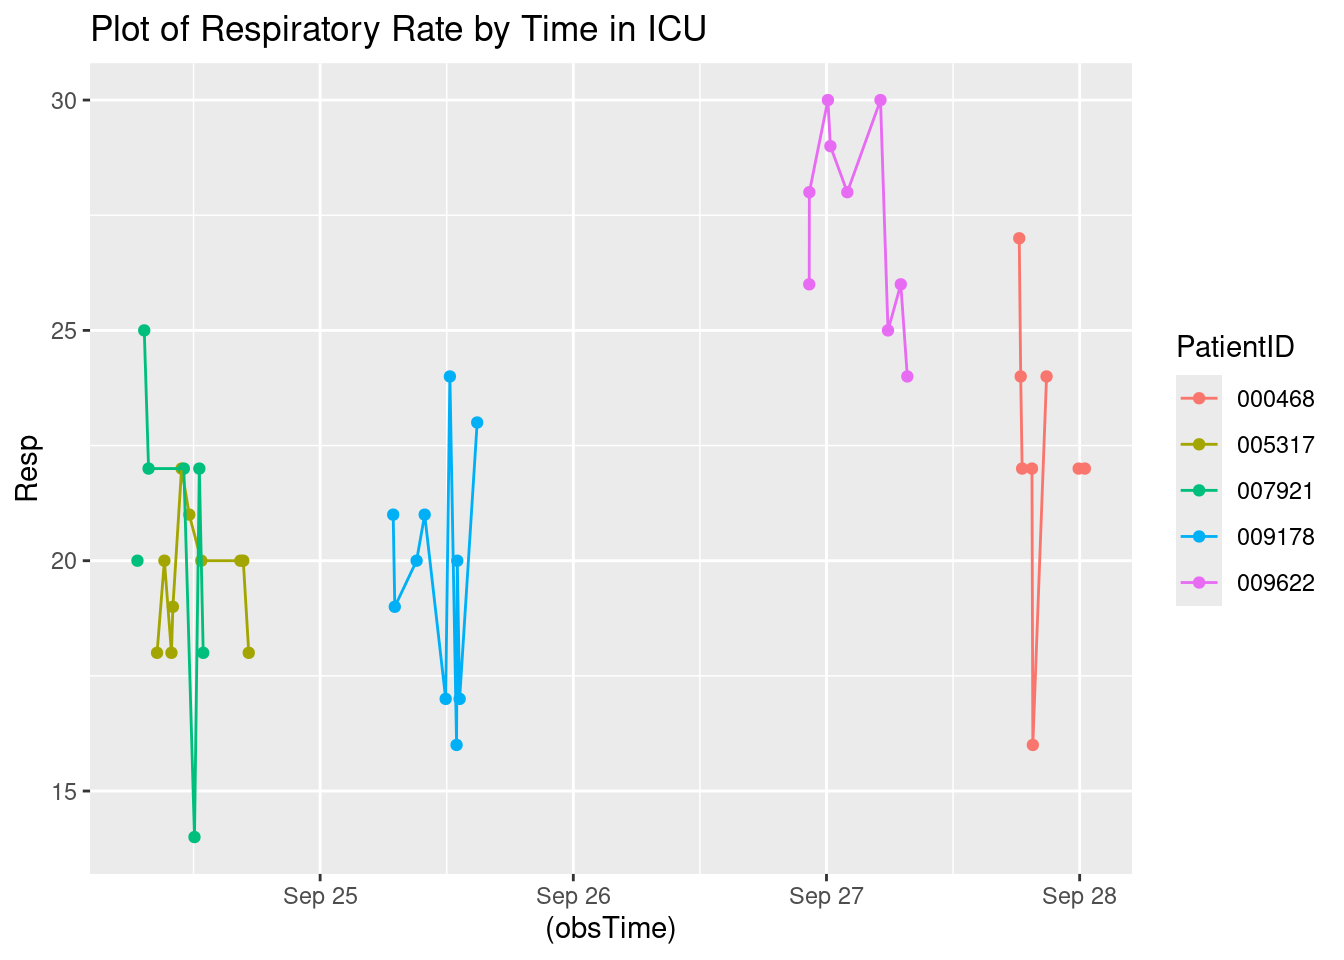 Plot of Respiratory Rate by Time in ICU
30
25
20
15
Resp
Sep 25
Sep 26
Sep 27
Sep 28
(obsTime)
PatientID
000468
005317
007921
009178
009622